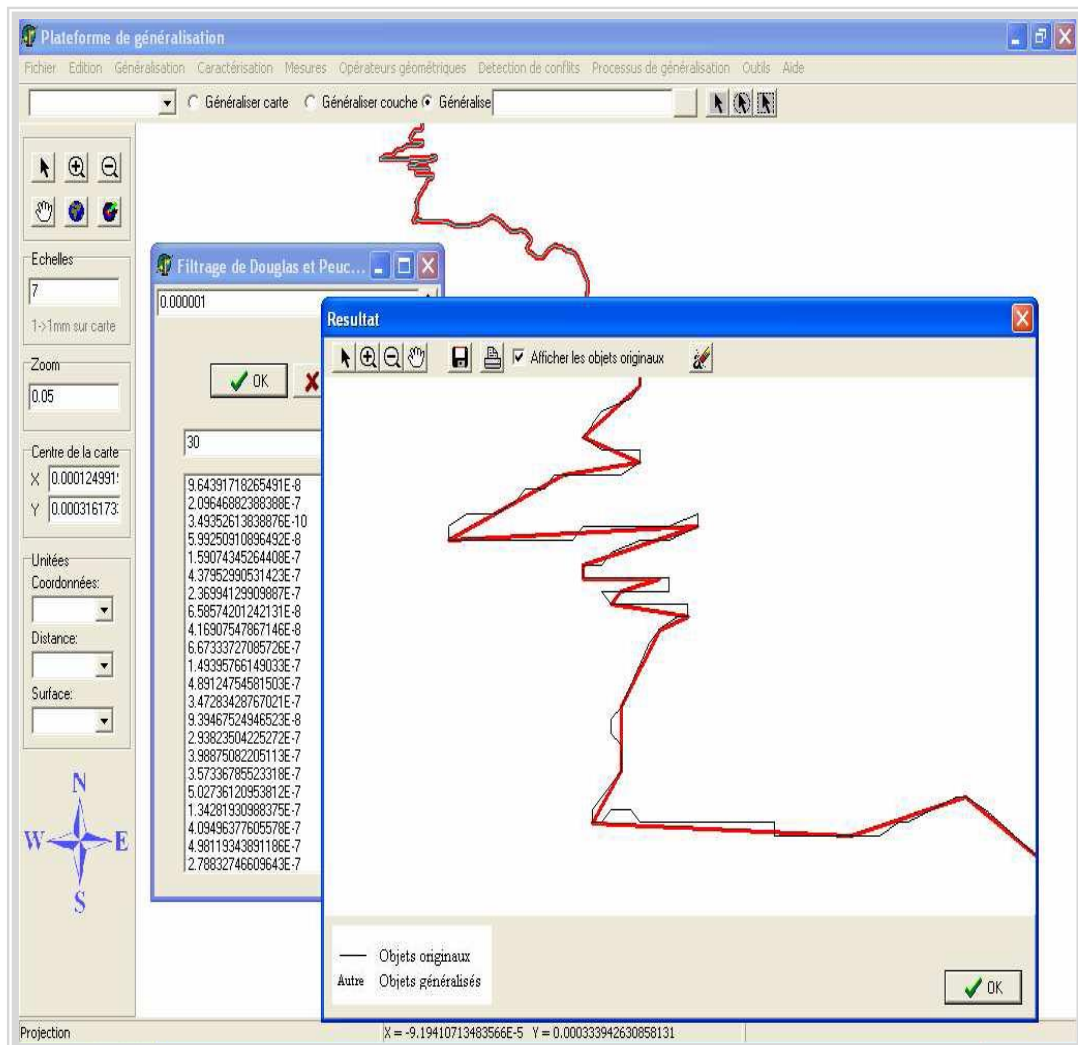 Plateforme de généralisation
Fichier Edition Généralisation Caractérisation Mesures Opérateurs géométriques Detection de conflits Processus de généralisation Outils Aide
Généraliser carte Généraliser couche Généralise
Echelles
7
1->1mm sur carte
Zoom
0.05
Centre de la carte
X 0.000124991
Y 0.00031617
Unitées
Coordonnées:
Distance:
Surface:
N
W E
S
Filtrage de Douglas et Peuc...
0.000001
OK
30
9.64391718265491E-8
2.09646882388388E-7
3.49352613838876E-10
5.99250910896492E-8
1.59074345264408E-7
4.37952990531423E-7
2.36994129909887E-7
6.58574201242131E-8
4.16907547867146E-8
6.67333727085726E-7
1.49395766149033E-7
4.89124754581503E-7
3.47283428767021E-7
9.39467524946523E-8
2.93823504225272E-7
3.98875082205113E-7
3.57336785523318E-7
5.02736120953812E-7
1.34281930988375E-7
4.09496377605578E-7
4.98119343891186E-7
2.78832746609643E-7
Resultat
Afficher les objets originaux
Objets originaux
Autre Objets généralisés
OK
Projection
X = -9.19410713483566E-5 Y = 0.000333942630858131